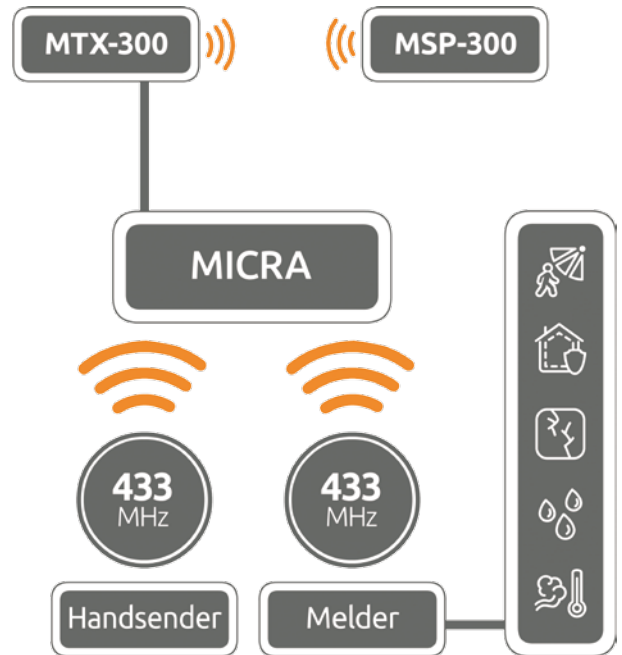 MTX-300
MSP-300
MICRA
433
MHz
433
MHz
Handsender
Melder